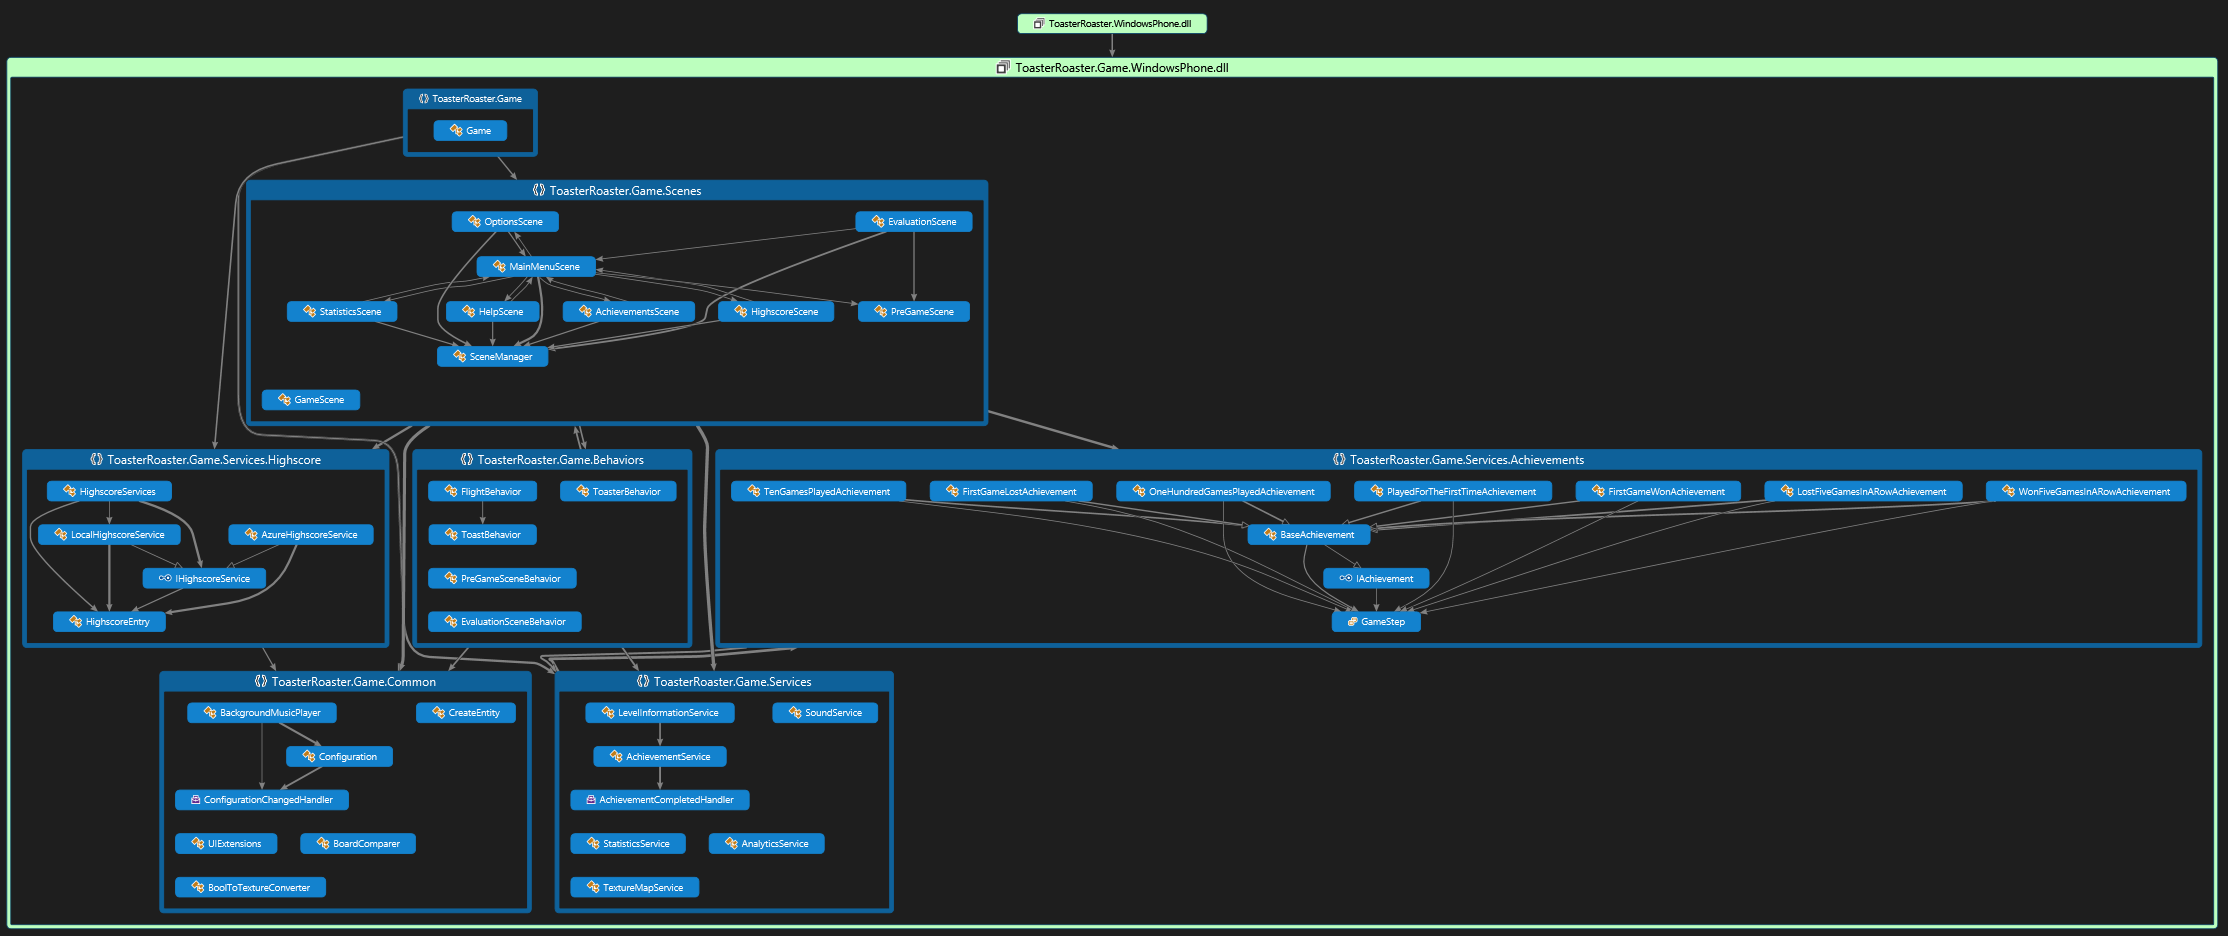 ToasterRoaster.WindowsPhone.dll
ToasterRoaster.Game.WindowsPhone.dll
ToasterRoaster.Game
Game
ToasterRoaster.Game.Scenes
OptionsScene
EvaluationScene
MainMenuScene
StatisticsScene
HelpScene
AchievementsScene
HighscoreScene
PreGameScene
SceneManager
GameScene
ToasterRoaster.Game.Services.Highscore
HighscoreServices
LocalHighscoreService
AzureHighscoreService
IHighscoreService
HighscoreEntry
ToasterRoaster.Game.Behaviors
FlightBehavior
ToasterBehavior
ToastBehavior
PreGameSceneBehavior
EvaluationSceneBehavior
ToasterRoaster.Game.Services.Achievements
TenGamesPlayedAchievement
FirstGameLostAchievement
OneHundredGamesPlayedAchievement
PlayedForTheFirstTimeAchievement
FirstGameWonAchievement
LostFiveGamesInARowAchievement
WonFiveGamesInARowAchievement
BaseAchievement
IAchievement
GameStep
ToasterRoaster.Game.Common
BackgroundMusicPlayer
CreateEntity
Configuration
ConfigurationChangedHandler
UIExtensions
BoardComparer
BoolToTextureConverter
ToasterRoaster.Game.Services
LevelInformationService
SoundService
AchievementService
AchievementCompletedHandler
StatisticsService
AnalyticsService
TextureMapService